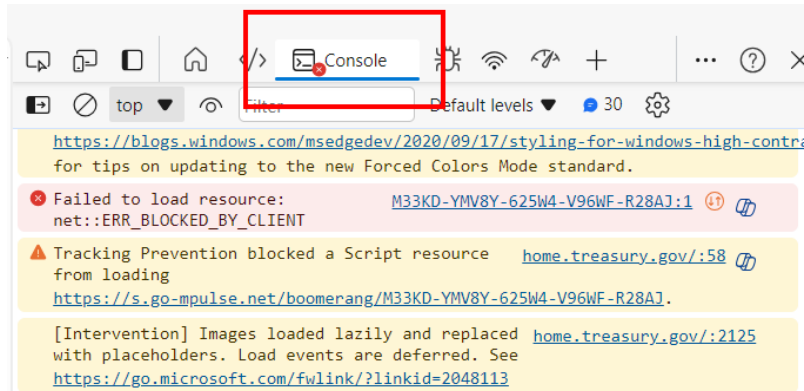 Console
top
Filter
Default levels
30
https://blogs.windows.com/msedgedev/2020/09/17/styling-for-windows-high-contra
for tips on updating to the new Forced Colors Mode standard.
Failed to load resource: M33KD-YMV8Y-625W4-V96WF-R28AJ:1
net::ERR_BLOCKED_BY_CLIENT
Tracking Prevention blocked a Script resource home.treasury.gov/:58
from loading
https://s.go-mpulse.net/boomerang/M33KD-YMV8Y-625W4-V96WF-R28AJ.
[Intervention] Images loaded lazily and replaced home.treasury.gov/:2125
with placeholders. Load events are deferred. See
https://go.microsoft.com/fwlink/?linkid=2048113